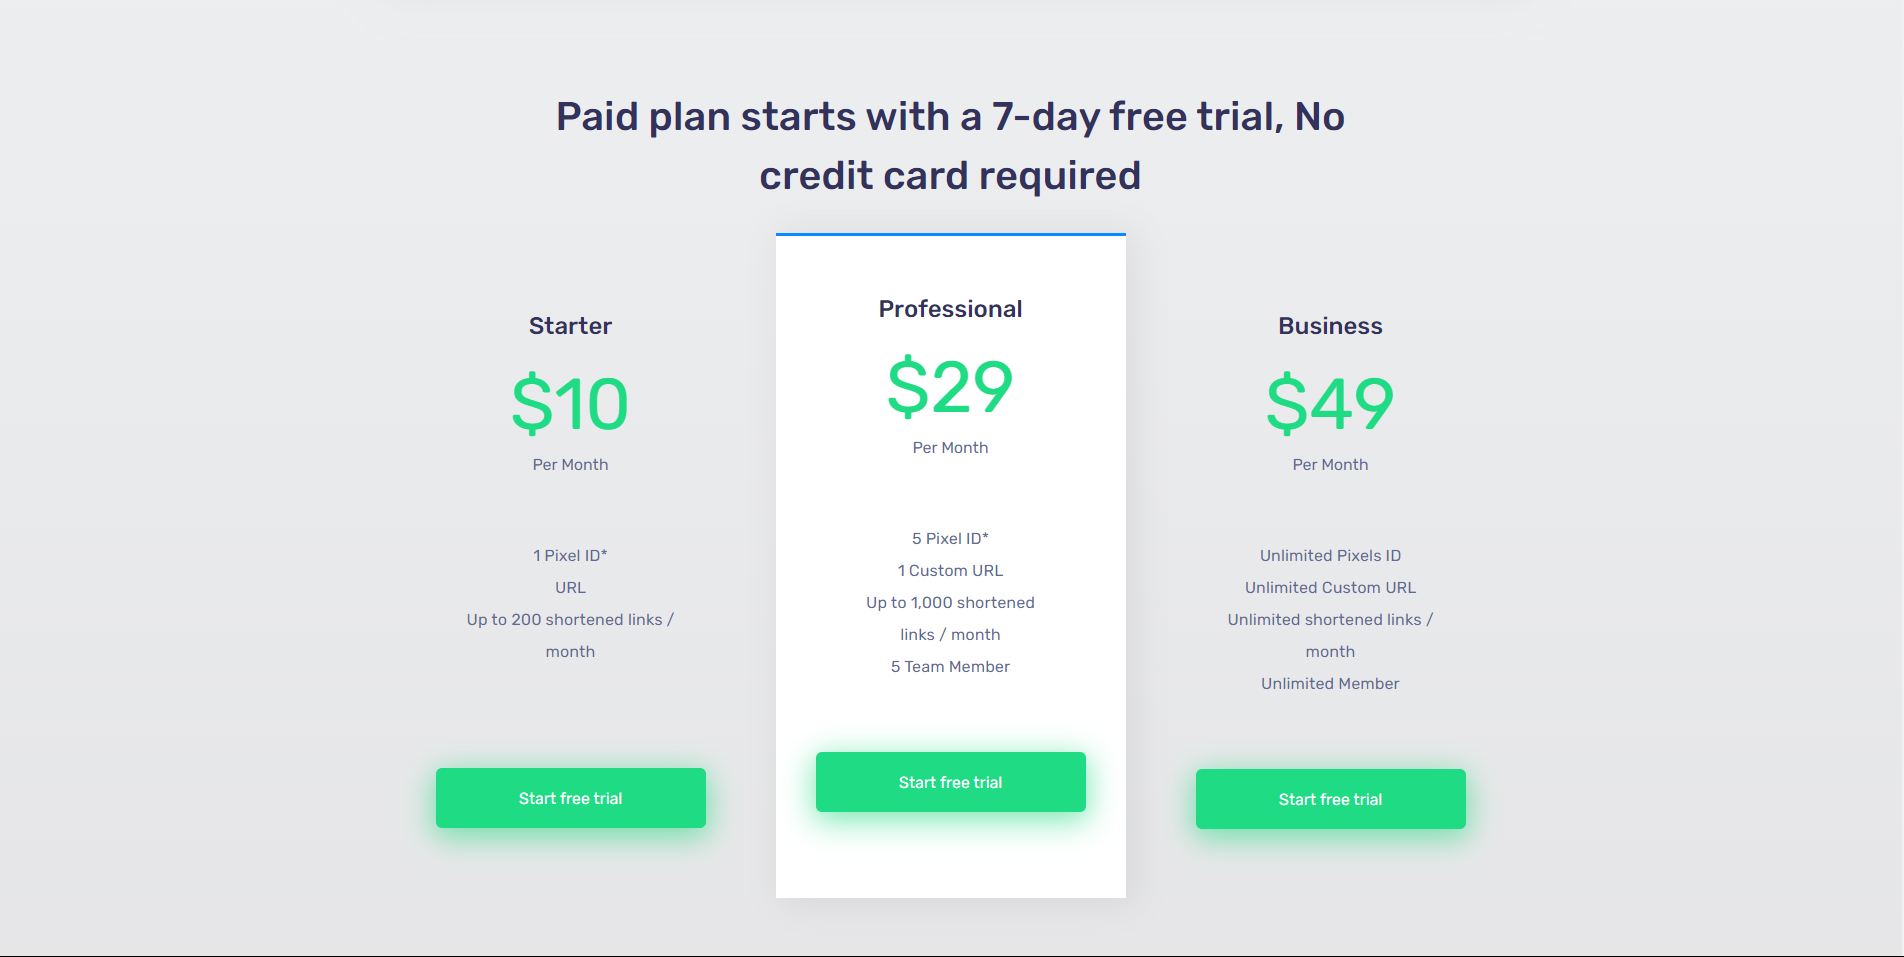 Paid plan starts with a 7-day free trial, No
credit card required
Starter
$10
Per Month
1 Pixel ID*
URL
Up to 200 shortened links /
month
Start free trial
Professional
$29
Per Month
5 Pixel ID*
1 Custom URL
Up to 1,000 shortened
links / month
5 Team Member
Start free trial
Business
$49
Per Month
Unlimited Pixels ID
Unlimited Custom URL
Unlimited shortened links /
month
Unlimited Member
Start free trial